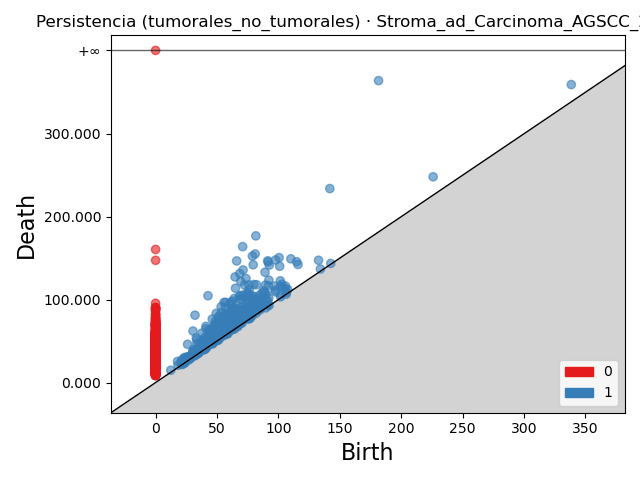 Persistencia (tumorales_no_tumorales) · Stroma_ad_Carcinoma_AGSCC_
+∞
300.000
200.000
100.000
0.000
Death
0
1
0 50 100 150 200 250 300 350
Birth